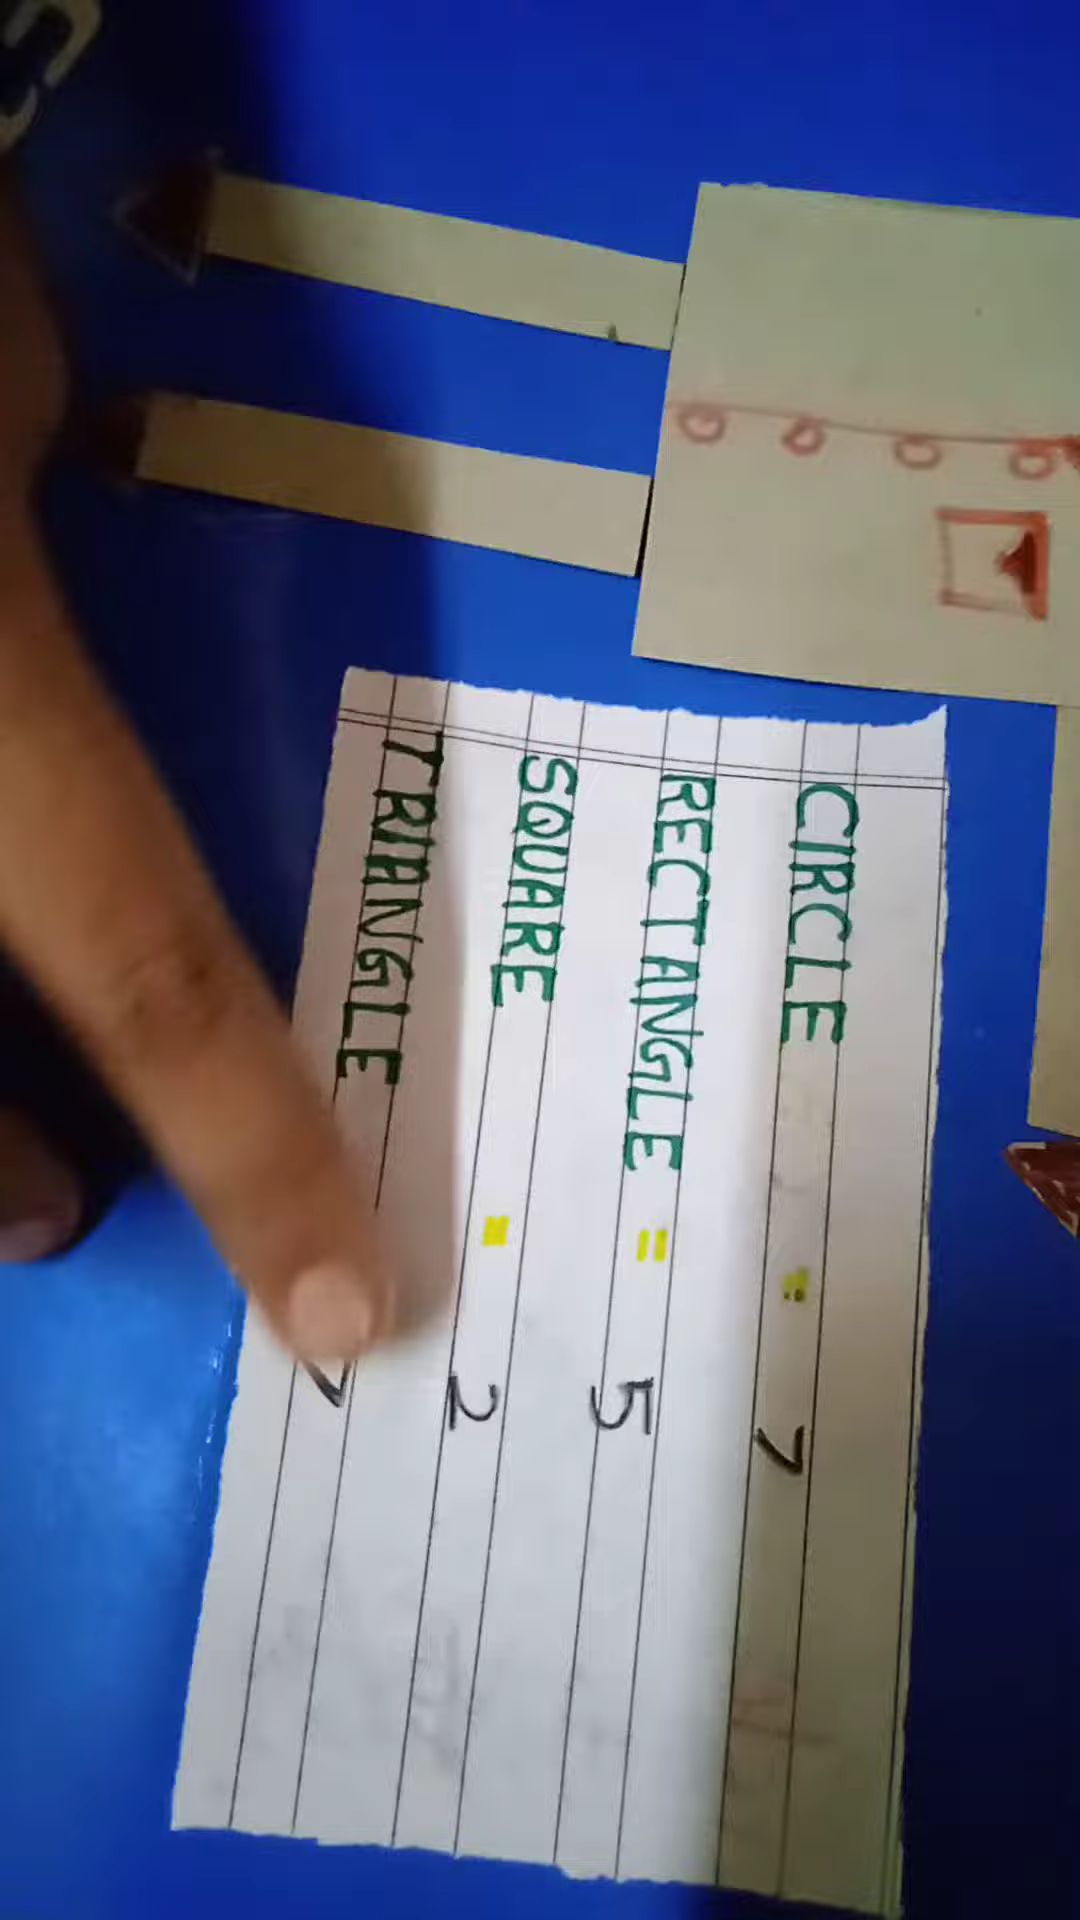 CIRCLE = 7
RECTANGLE = 5
SQUARE = 2
TRIANGLE